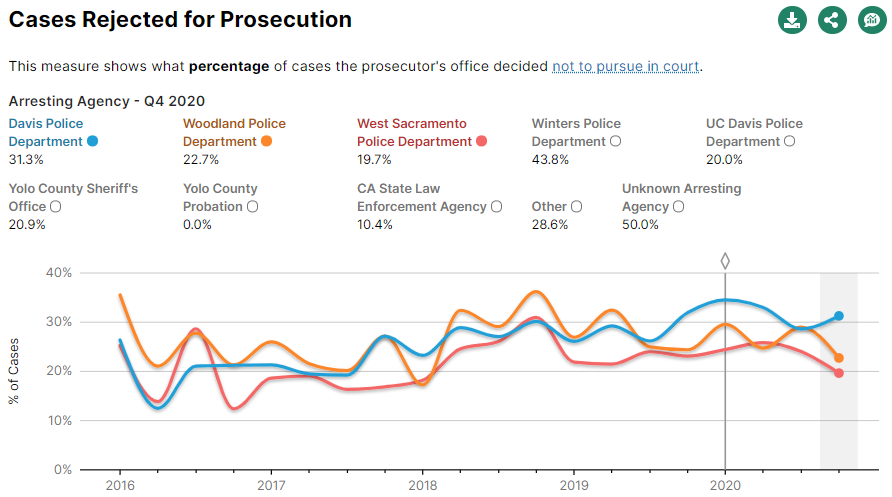 Cases Rejected for Prosecution
This measure shows what percentage of cases the prosecutor's office decided not to pursue in court.
Arresting Agency - Q4 2020
Davis Police
Department
31.3%
Woodland Police
Department
22.7%
West Sacramento
Police Department
19.7%
Winters Police
Department
43.8%
UC Davis Police
Department
20.0%
Yolo County Sheriff's
Office
20.9%
Yolo County
Probation
0.0%
CA State Law
Enforcement Agency
10.4%
Other
28.6%
Unknown Arresting
Agency
50.0%
% of Cases
40%
30%
20%
10%
0%
2016 2017 2018 2019 2020